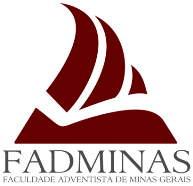 FADMINAS
FACULDADE ADVENTISTA DE MINAS GERAIS